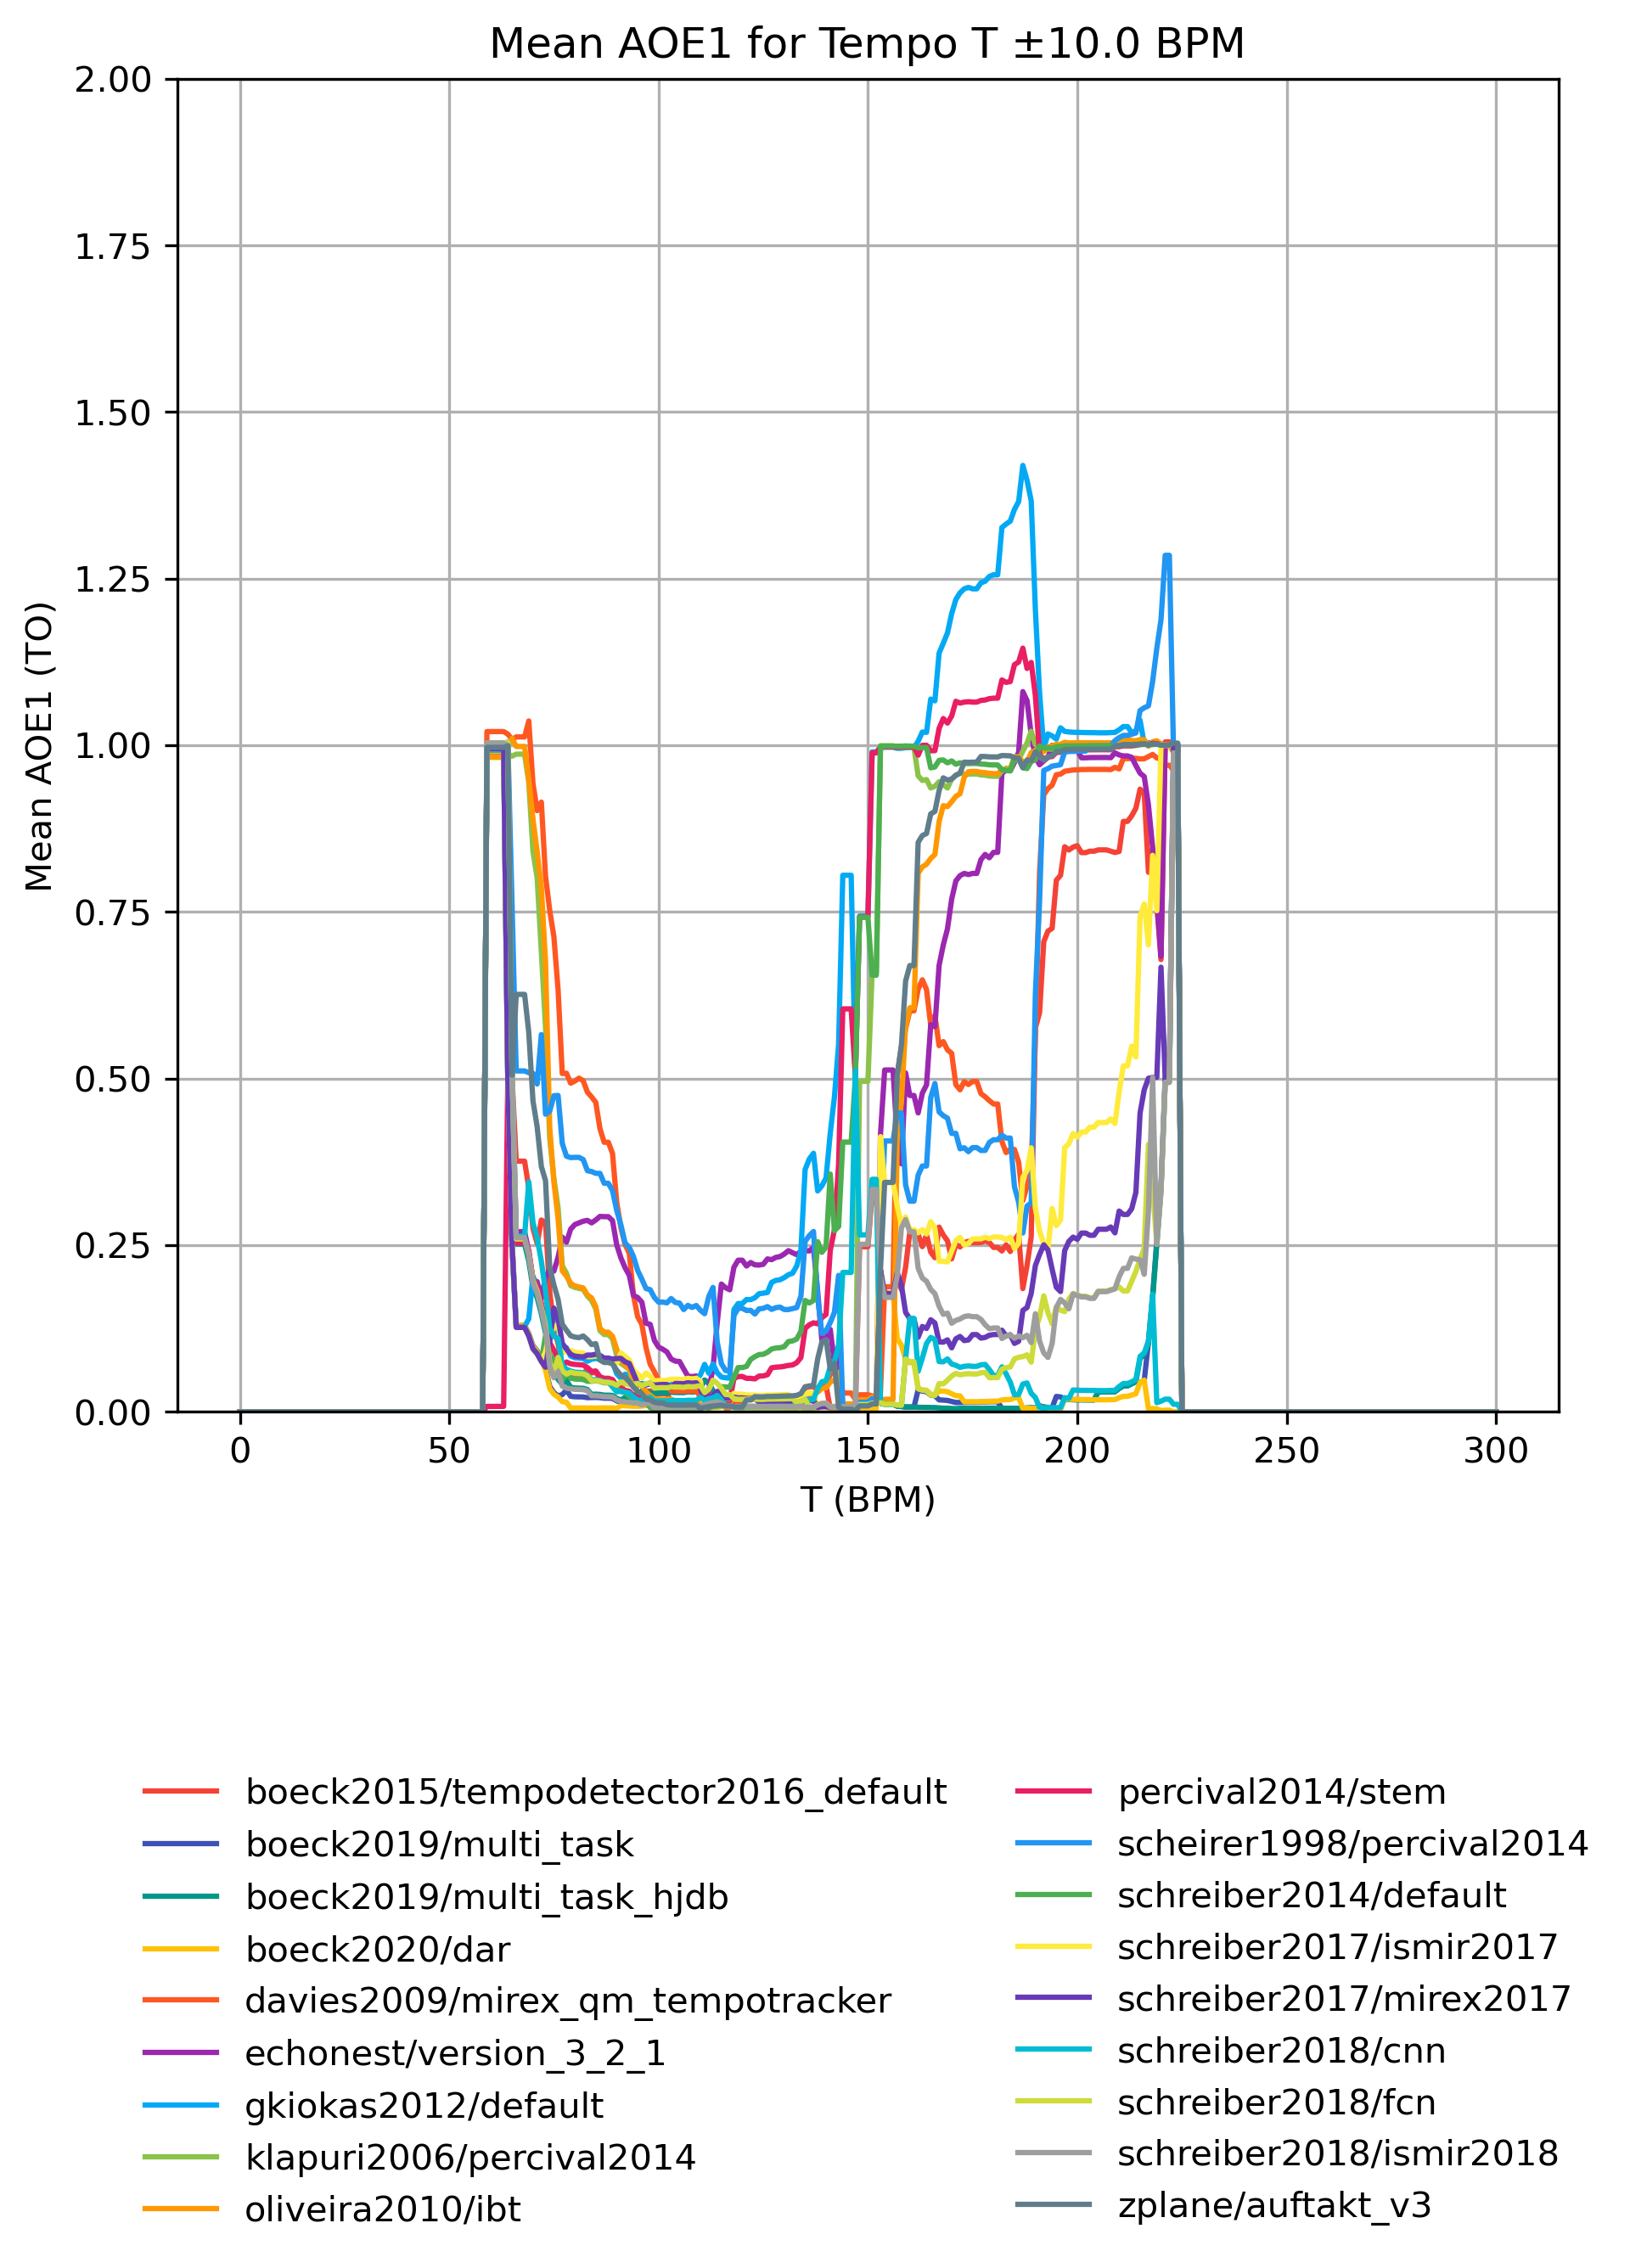 Mean AOE1 for Tempo T ±10.0 BPM
2.00
1.75
1.50
1.25
1.00
0.75
0.50
0.25
0.00
Mean AOE1 (TO)
0 50 100 150 200 250 300
T (BPM)
boeck2015/tempodetector2016_default
boeck2019/multi_task
boeck2019/multi_task_hjdb
boeck2020/dar
davies2009/mirex_qm_tempotracker
echonest/version_3_2_1
gkiokas2012/default
klapuri2006/percival2014
oliveira2010/ibt
percival2014/stem
scheirer1998/percival2014
schreiber2014/default
schreiber2017/ismir2017
schreiber2017/mirex2017
schreiber2018/cnn
schreiber2018/fcn
schreiber2018/ismir2018
zplane/auftakt_v3